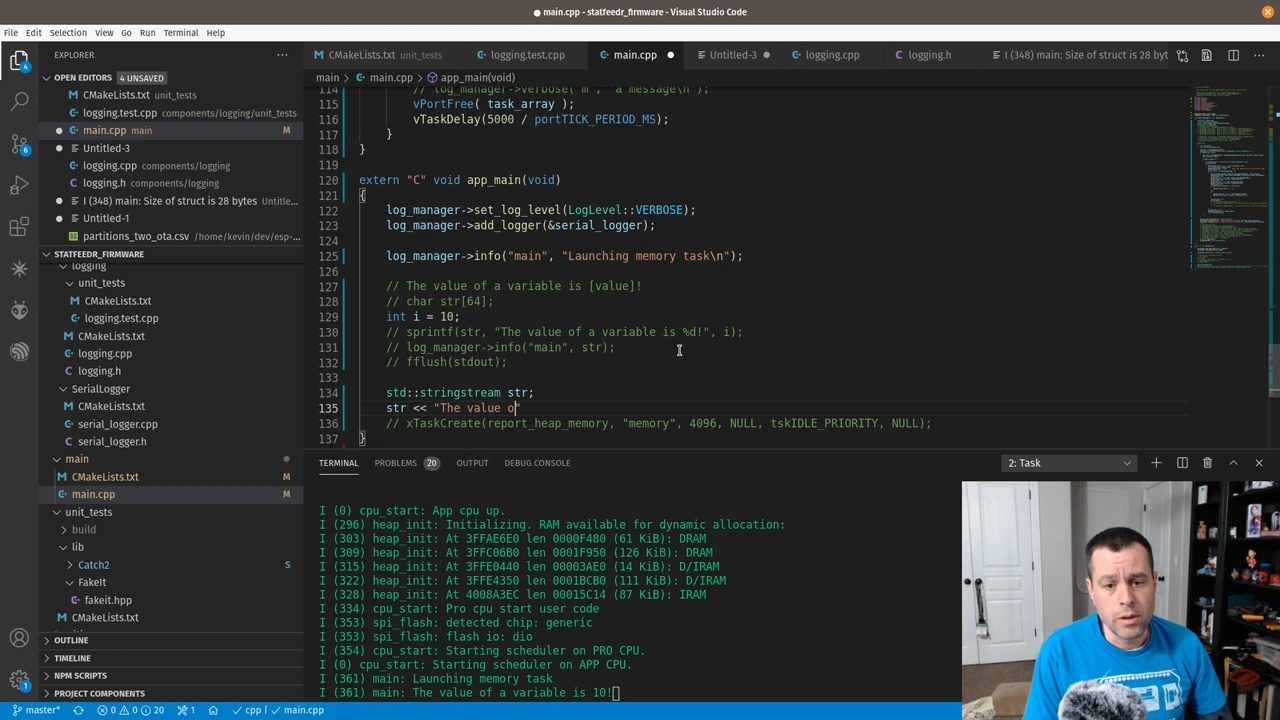 main.cpp - statfeedr_firmware - Visual Studio Code
File Edit Selection View Go Run Terminal Help
EXPLORER
OPEN EDITORS 4 UNSAVED
CMakeLists.txt unit_tests
logging.test.cpp components/logging/unit_tests
main.cpp main M
Untitled-3
logging.cpp components/logging
logging.h components/logging
I (348) main: Size of struct is 28 bytes Untitle...
Untitled-1
partitions_two_ota.csv /home/kevin/dev/esp-...
STATFEEDR_FIRMWARE
logging
unit_tests
CMakeLists.txt
logging.test.cpp
CMakeLists.txt
logging.cpp
logging.h
SerialLogger
CMakeLists.txt
serial_logger.cpp
serial_logger.h
main
CMakeLists.txt M
main.cpp M
unit_tests
build
lib
Catch2 S
FakeIt
fakeit.hpp
CMakeLists.txt
OUTLINE
TIMELINE
NPM SCRIPTS
PROJECT COMPONENTS
CMakeLists.txt unit_tests logging.test.cpp main.cpp Untitled-3 logging.cpp logging.h I (348) main: Size of struct is 28 byt
main > main.cpp > app_main(void)
114 // log_manager->verbose("m", "a message\n");
115 vPortFree( task_array );
116 vTaskDelay(5000 / portTICK_PERIOD_MS);
117 }
118 }
119
120 extern "C" void app_main(void)
121 {
122 log_manager->set_log_level(LogLevel::VERBOSE);
123 log_manager->add_logger(&serial_logger);
124
125 log_manager->info("main", "Launching memory task\n");
126
127 // The value of a variable is [value]!
128 // char str[64];
129 int i = 10;
130 // sprintf(str, "The value of a variable is %d!", i);
131 // log_manager->info("main", str);
132 // fflush(stdout);
133
134 std::stringstream str;
135 str << "The value o"
136 // xTaskCreate(report_heap_memory, "memory", 4096, NULL, tskIDLE_PRIORITY, NULL);
137 }
TERMINAL PROBLEMS 20 OUTPUT DEBUG CONSOLE 2: Task
I (0) cpu_start: App cpu up.
I (296) heap_init: Initializing. RAM available for dynamic allocation:
I (303) heap_init: At 3FFAE6E0 len 0000F480 (61 KiB): DRAM
I (309) heap_init: At 3FFC06B0 len 0001F950 (126 KiB): DRAM
I (315) heap_init: At 3FFE0440 len 00003AE0 (14 KiB): D/IRAM
I (322) heap_init: At 3FFE4350 len 0001BCB0 (111 KiB): D/IRAM
I (328) heap_init: At 4008A3EC len 00015C14 (87 KiB): IRAM
I (334) cpu_start: Pro cpu start user code
I (353) spi_flash: detected chip: generic
I (353) spi_flash: flash io: dio
I (354) cpu_start: Starting scheduler on PRO CPU.
I (0) cpu_start: Starting scheduler on APP CPU.
I (361) main: Launching memory task
I (361) main: The value of a variable is 10!
4
6
1
master* 0 0 20 1 cpp | main.cpp